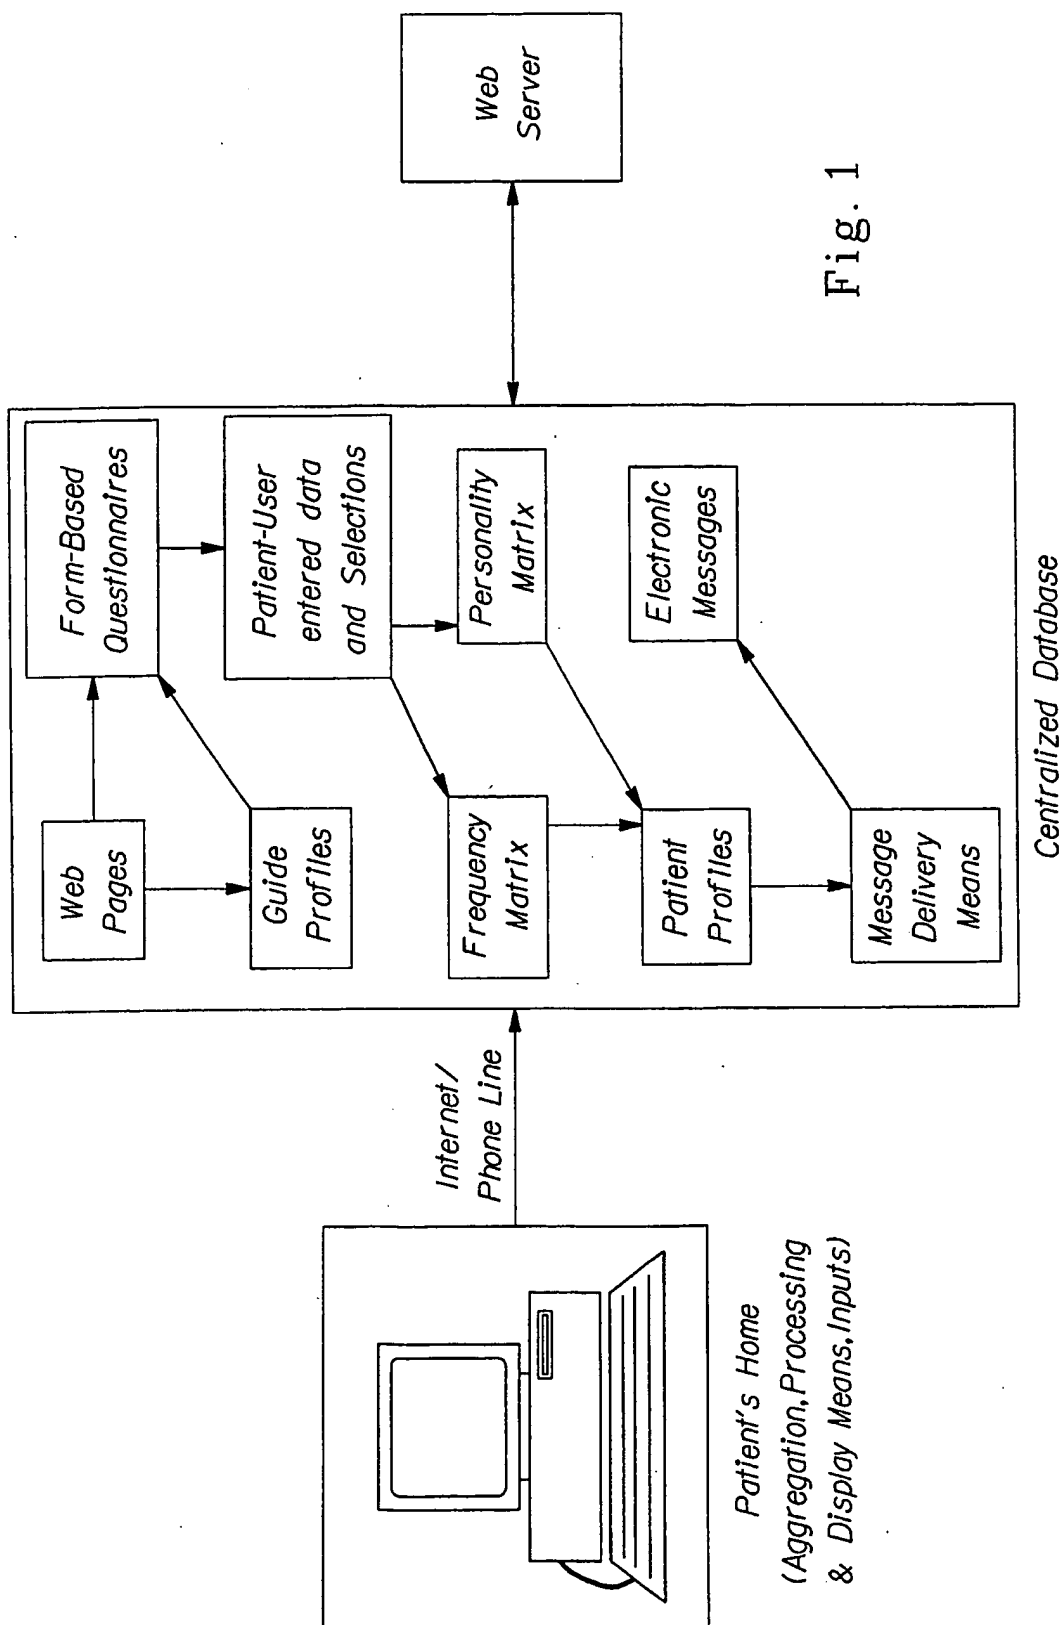 Patient's Home
(Aggregation,Processing
& Display Means,Inputs)
Internet/
Phone Line
Web
Pages
Form-Based
Questionnaires
Guide
Profiles
Patient-User
entered data
and Selections
Frequency
Matrix
Personality
Matrix
Patient
Profiles
Electronic
Messages
Message
Delivery
Means
Centralized Database
Web
Server
Fig. 1